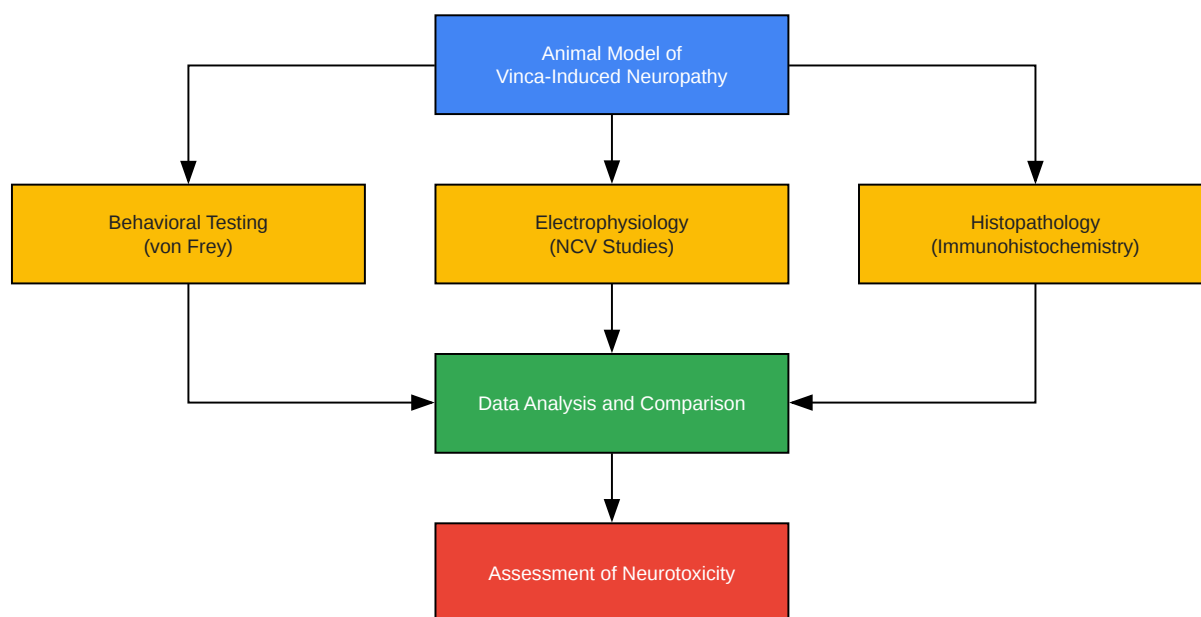 Animal Model of
Vinca-Induced Neuropathy
Behavioral Testing
(von Frey)
Electrophysiology
(NCV Studies)
Histopathology
(Immunohistochemistry)
Data Analysis and Comparison
Assessment of Neurotoxicity